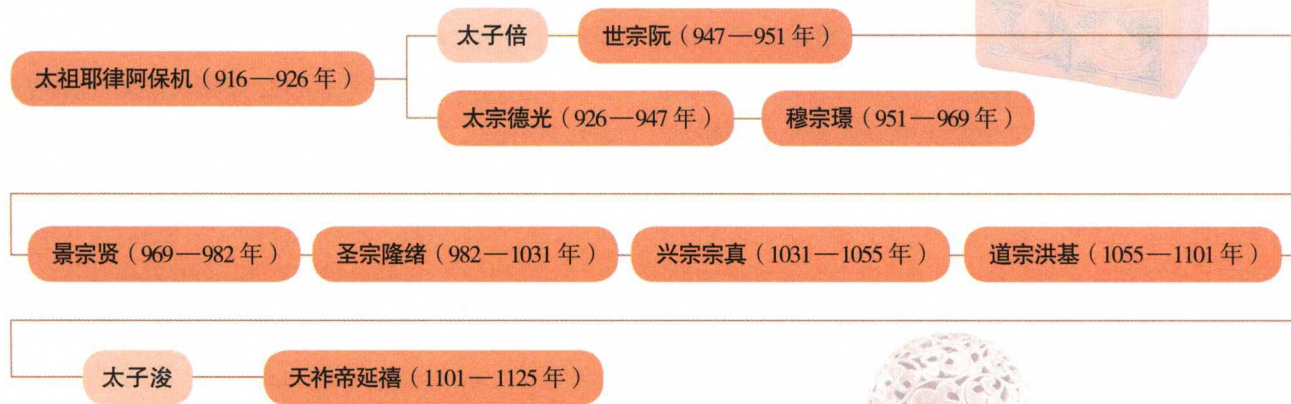 太子倍 世宗阮（947—951 年）
太祖耶律阿保机（916—926 年）
太宗德光（926—947 年） 穆宗璟（951—969 年）
景宗贤（969—982 年） 圣宗隆绪（982—1031 年） 兴宗宗真（1031—1055 年） 道宗洪基（1055—1101 年）
太子浚 天祚帝延禧（1101—1125 年）